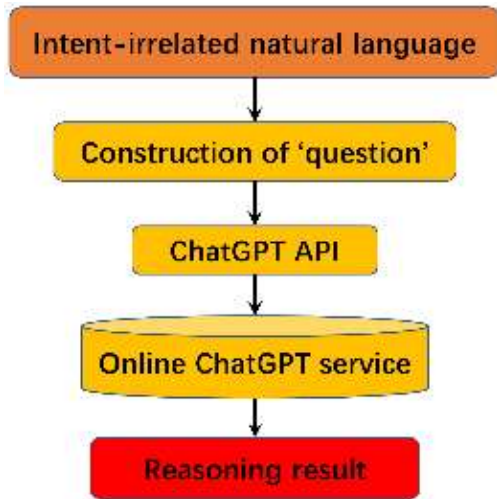 Intent-irrelated natural language
Construction of ‘question’
ChatGPT API
Online ChatGPT service
Reasoning result